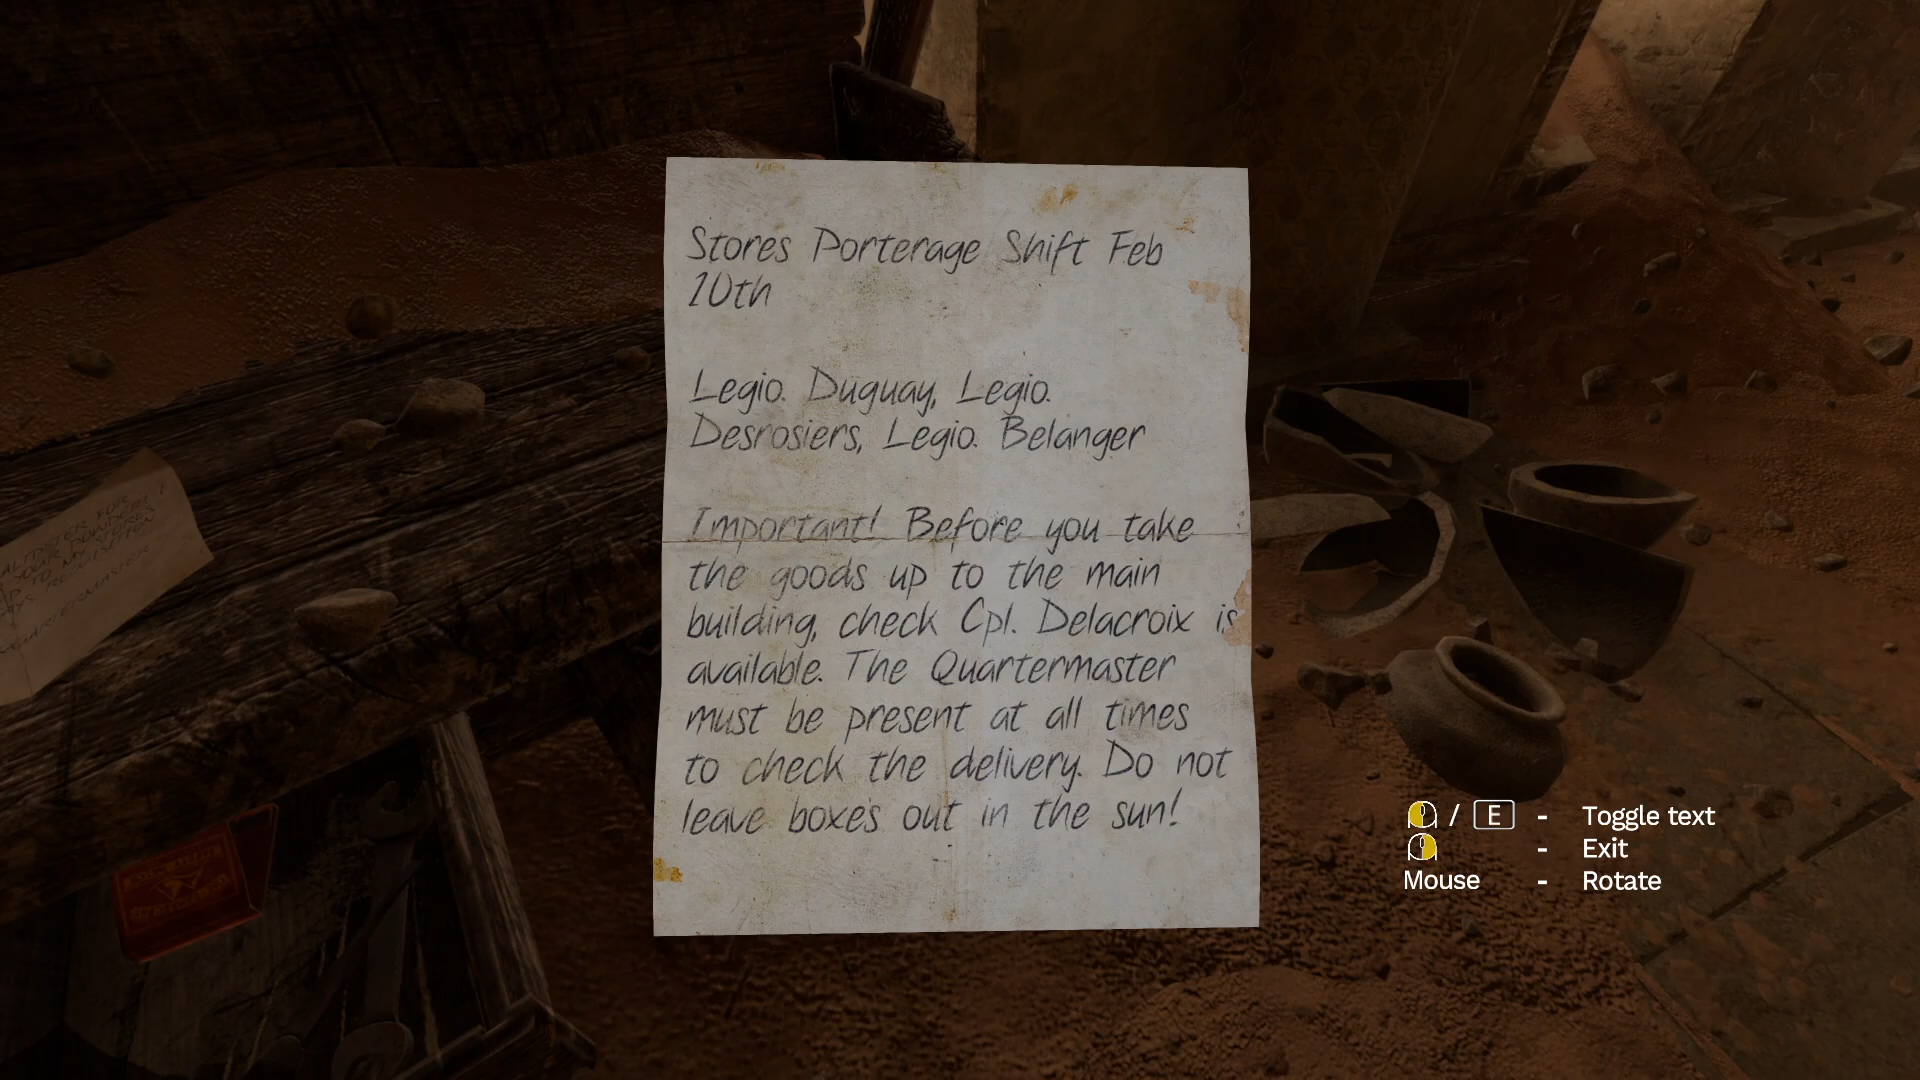 Stores Porterage Shift Feb
10th
Legio. Duguay, Legio.
Desrosiers, Legio. Belanger
Important! Before you take
the goods up to the main
building, check Cpl. Delacroix is
available. The Quartermaster
must be present at all times
to check the delivery. Do not
leave boxes out in the sun!
/ E - Toggle text
- Exit
Mouse - Rotate